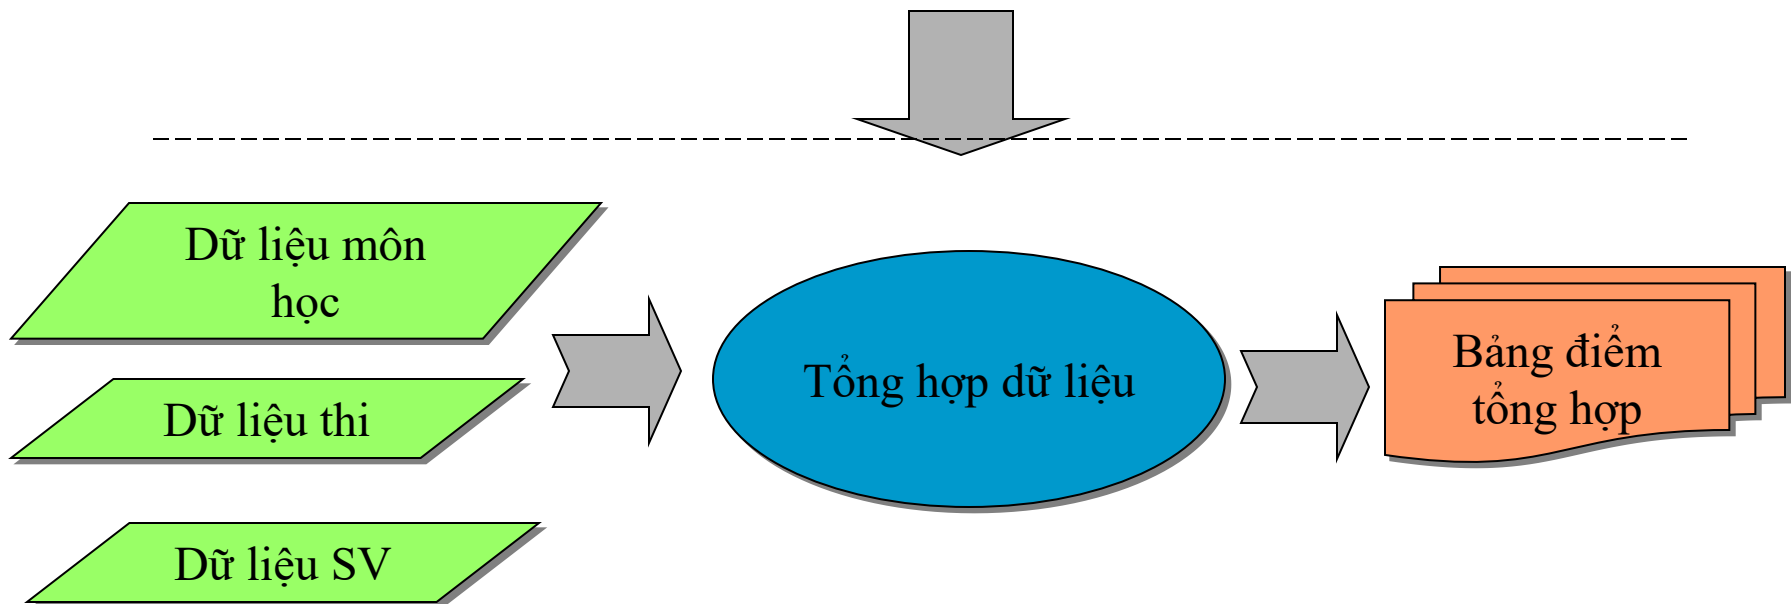 Dữ liệu môn
học
Dữ liệu thi
Dữ liệu SV
Tổng hợp dữ liệu
Bảng điểm
tổng hợp